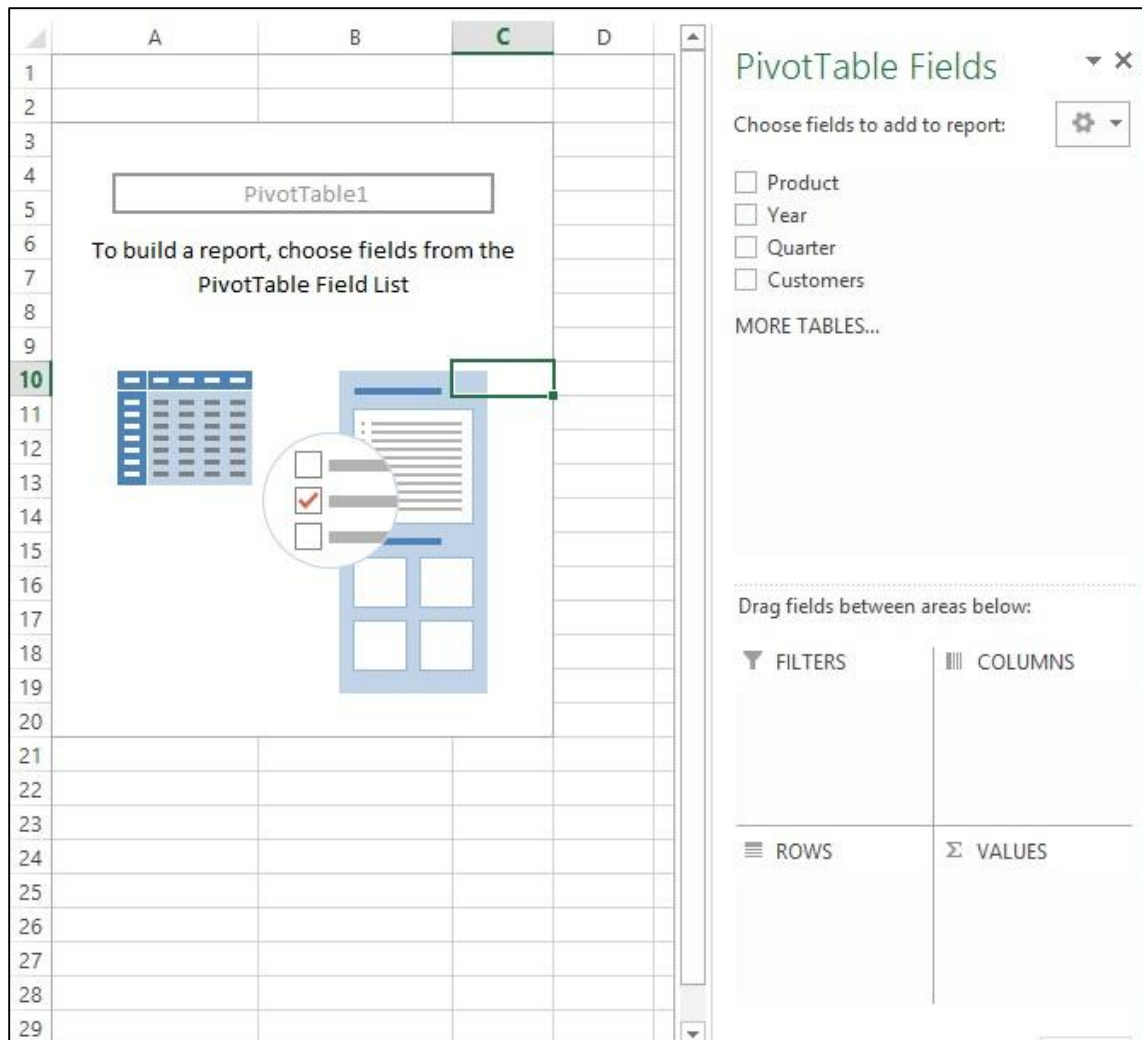 A B C D
1
2
3
4
5
6
7
8
9
10
11
12
13
14
15
16
17
18
19
20
21
22
23
24
25
26
27
28
29
PivotTable1
To build a report, choose fields from the
PivotTable Field List
PivotTable Fields
Choose fields to add to report:
Product
Year
Quarter
Customers
MORE TABLES...
Drag fields between areas below:
FILTERS
COLUMNS
ROWS
Σ VALUES